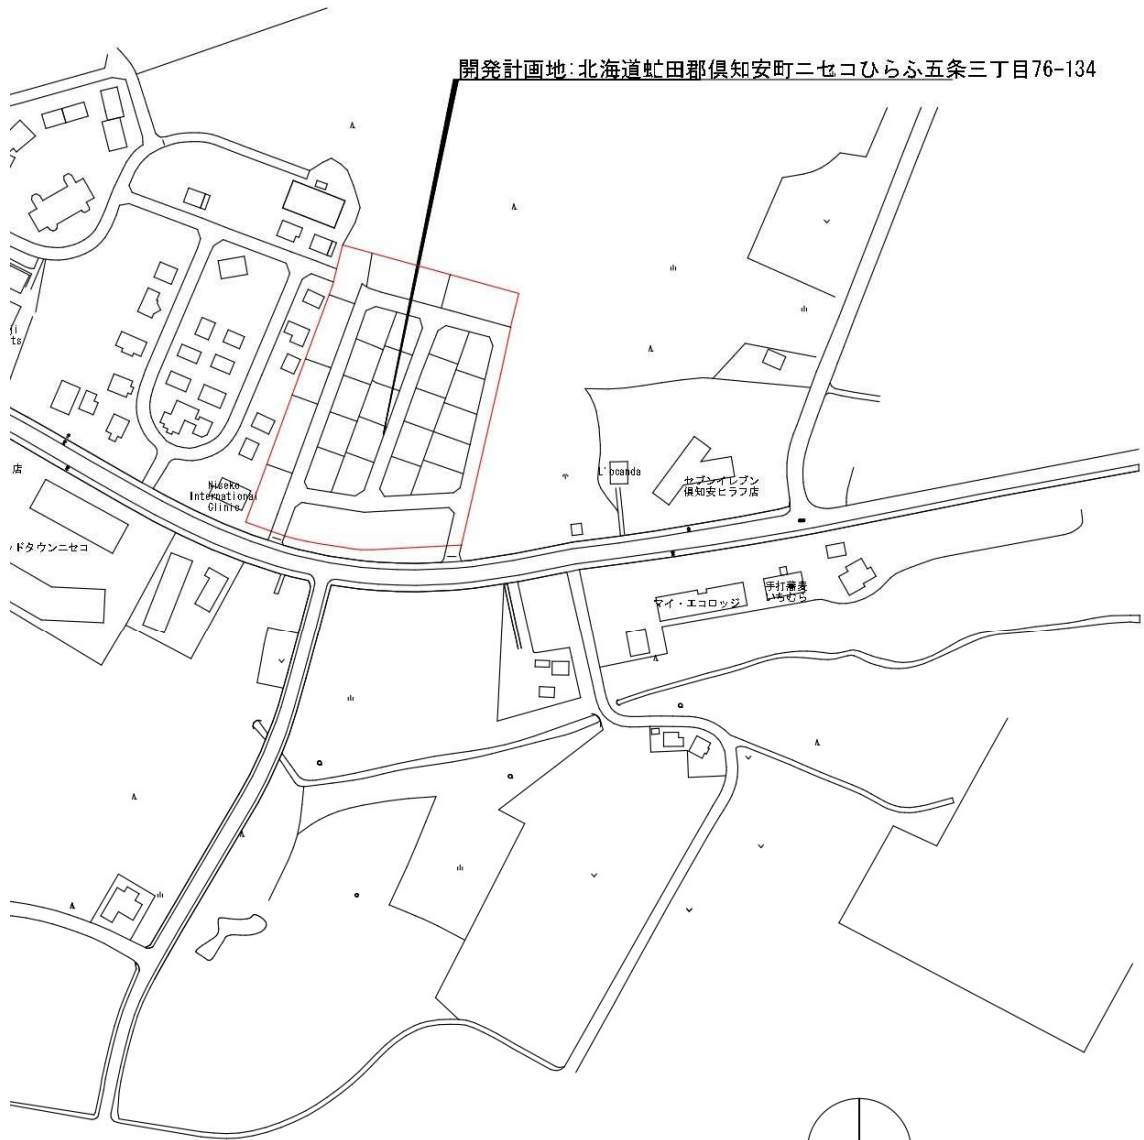 開発計画地:北海道虻田郡倶知安町ニセコひらふ五条三丁目76-134
店
Niseko
International
Clinic
ッドタウンニセコ
L'ocanda
セブンイレブン
倶知安ヒラフ店
マイ・エコロッジ
手打蕎麦
いちむら